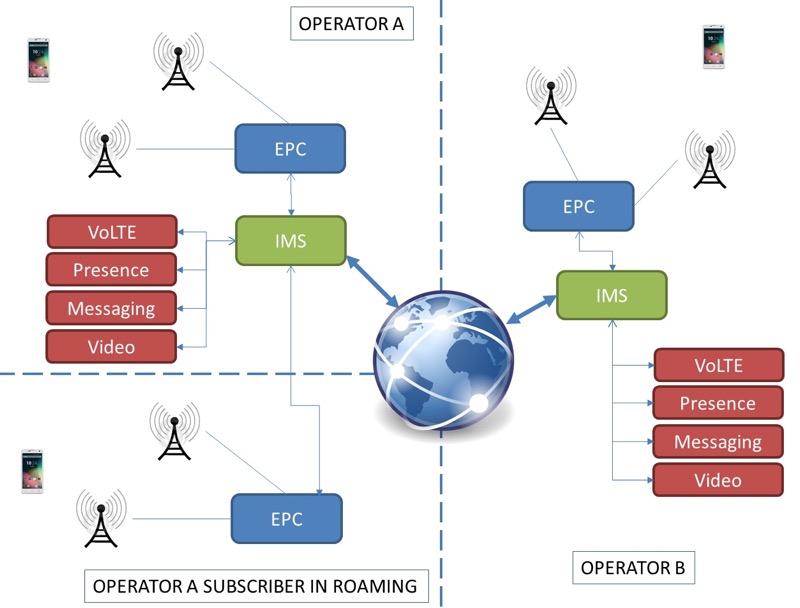 OPERATOR A
EPC
IMS
VoLTE
Presence
Messaging
Video
EPC
IMS
VoLTE
Presence
Messaging
Video
OPERATOR B
EPC
OPERATOR A SUBSCRIBER IN ROAMING